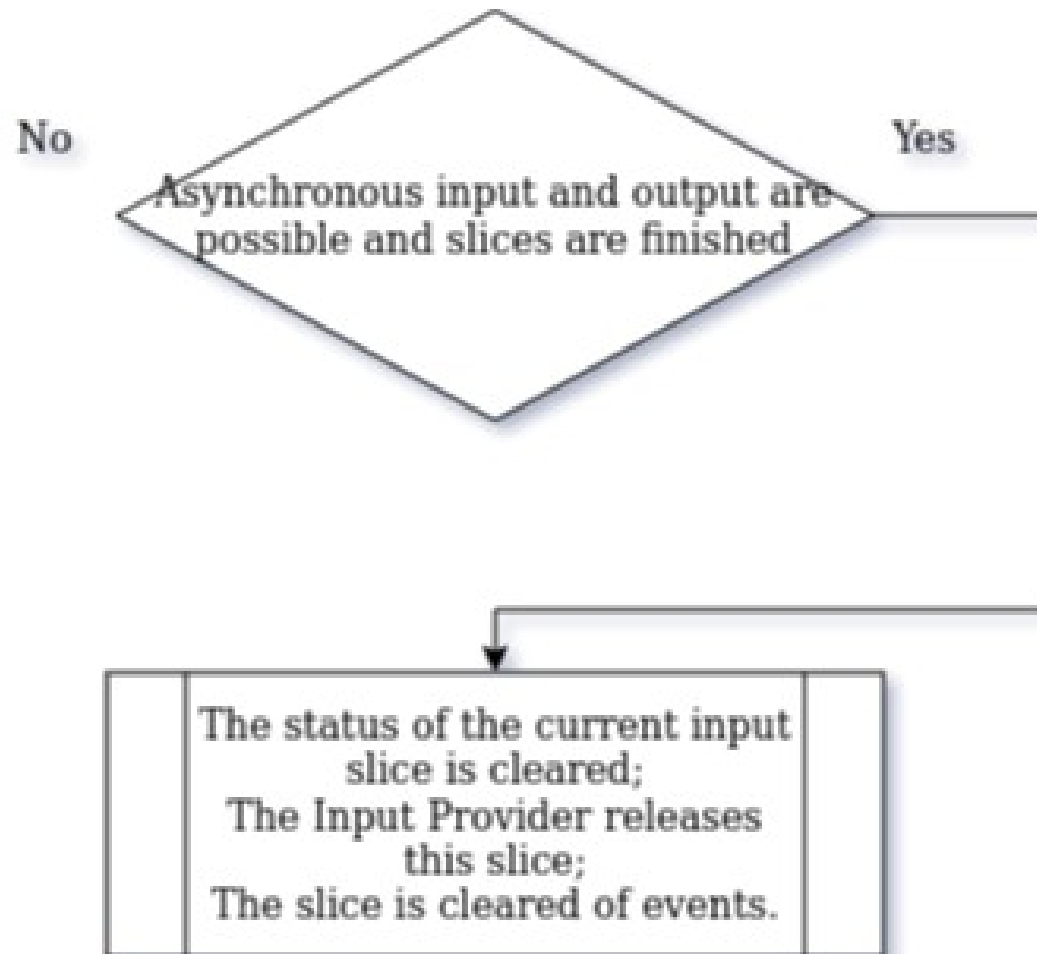 No
Yes
Asynchronous input and output are
possible and slices are finished
The status of the current input
slice is cleared;
The Input Provider releases
this slice;
The slice is cleared of events.